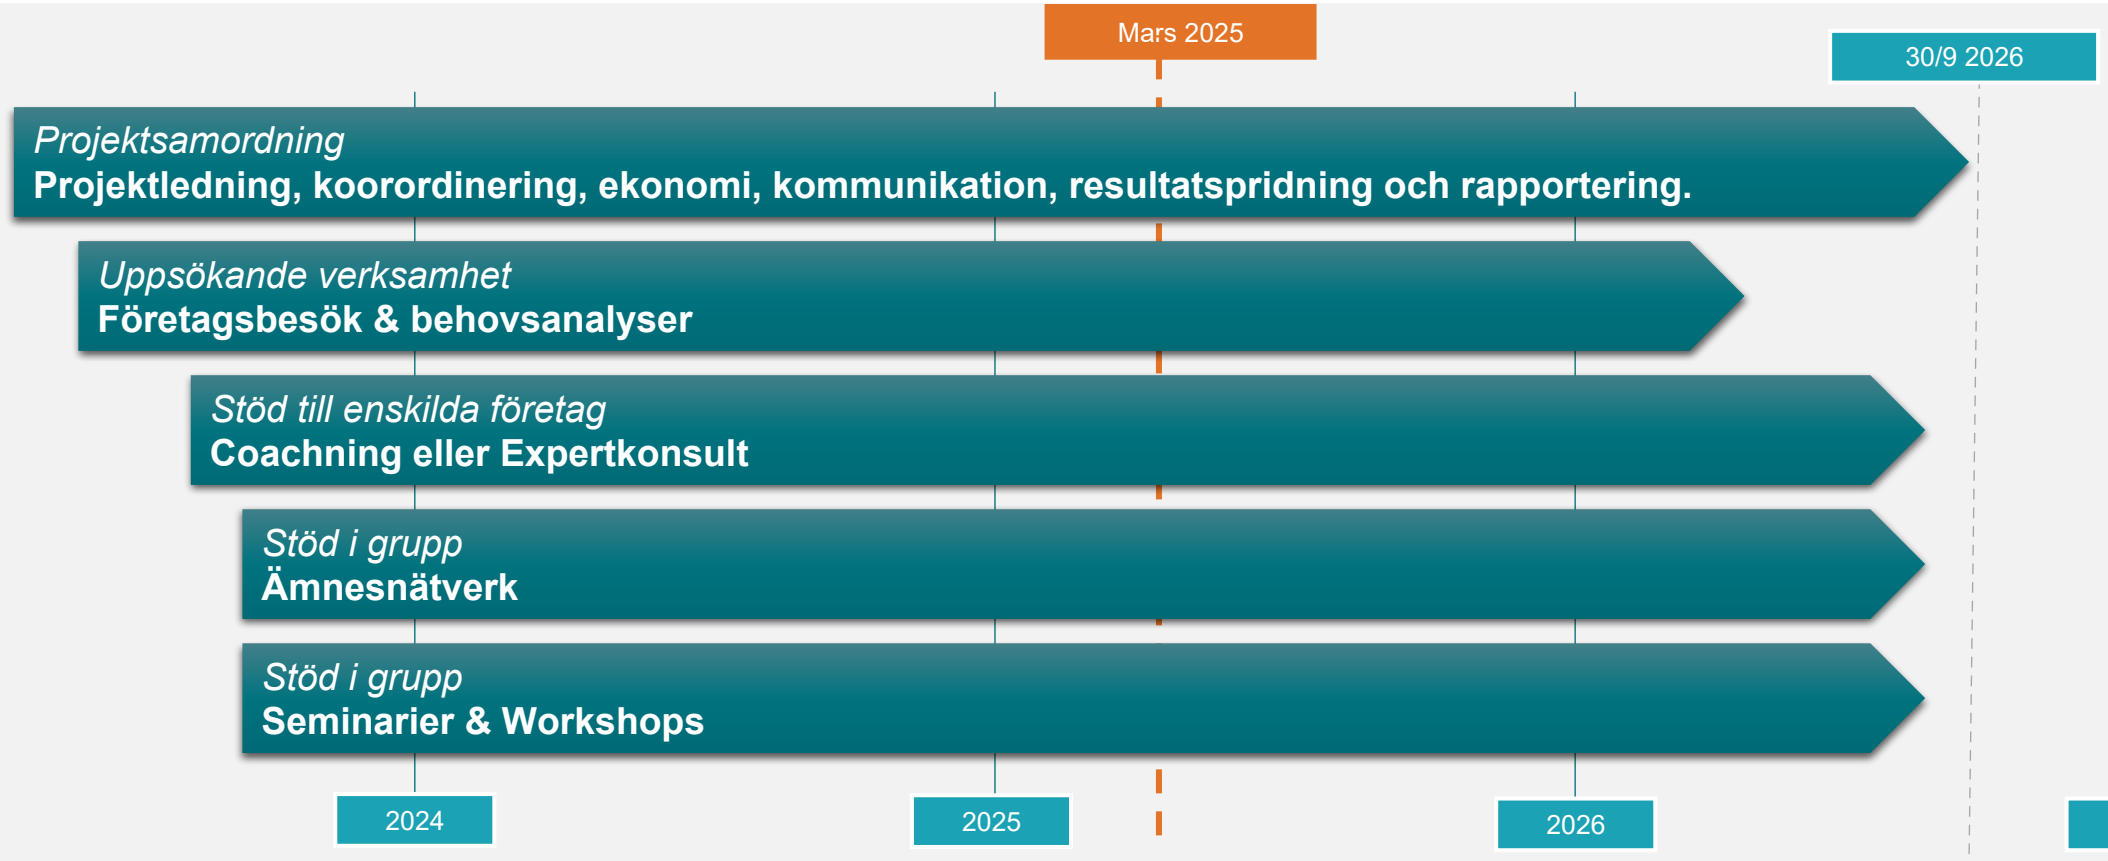 Mars 2025
30/9 2026
Projektsamordning
Projektledning, koorordinering, ekonomi, kommunikation, resultatspridning och rapportering.
Uppsökande verksamhet
Företagsbesök & behovsanalyser
Stöd till enskilda företag
Coachning eller Expertkonsult
Stöd i grupp
Ämnesnätverk
Stöd i grupp
Seminarier & Workshops
2024
2025
2026